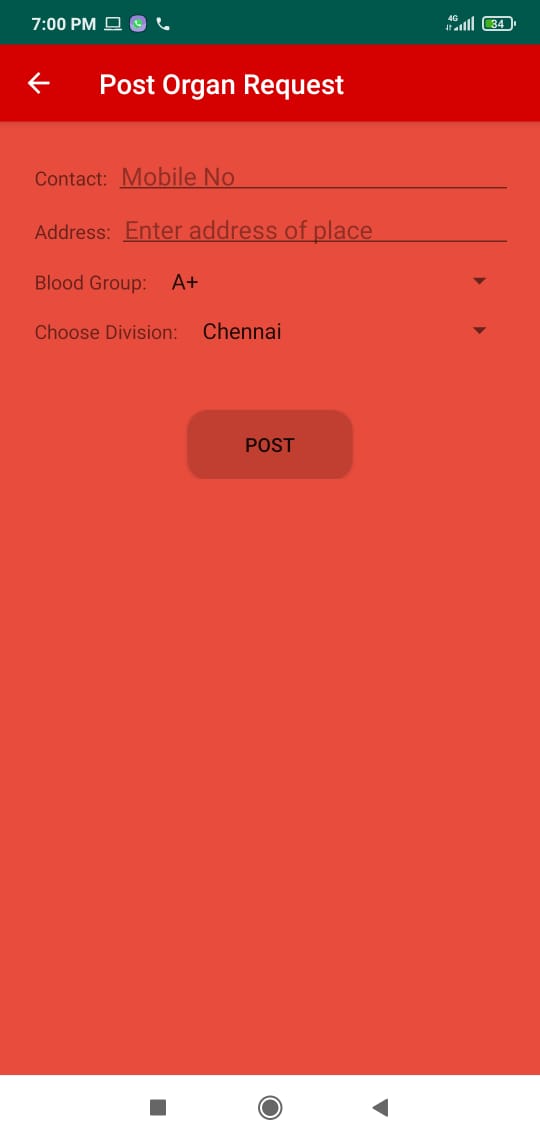 7:00 PM 4G 34
Post Organ Request
Contact: Mobile No
Address: Enter address of place
Blood Group: A+
Choose Division: Chennai
POST